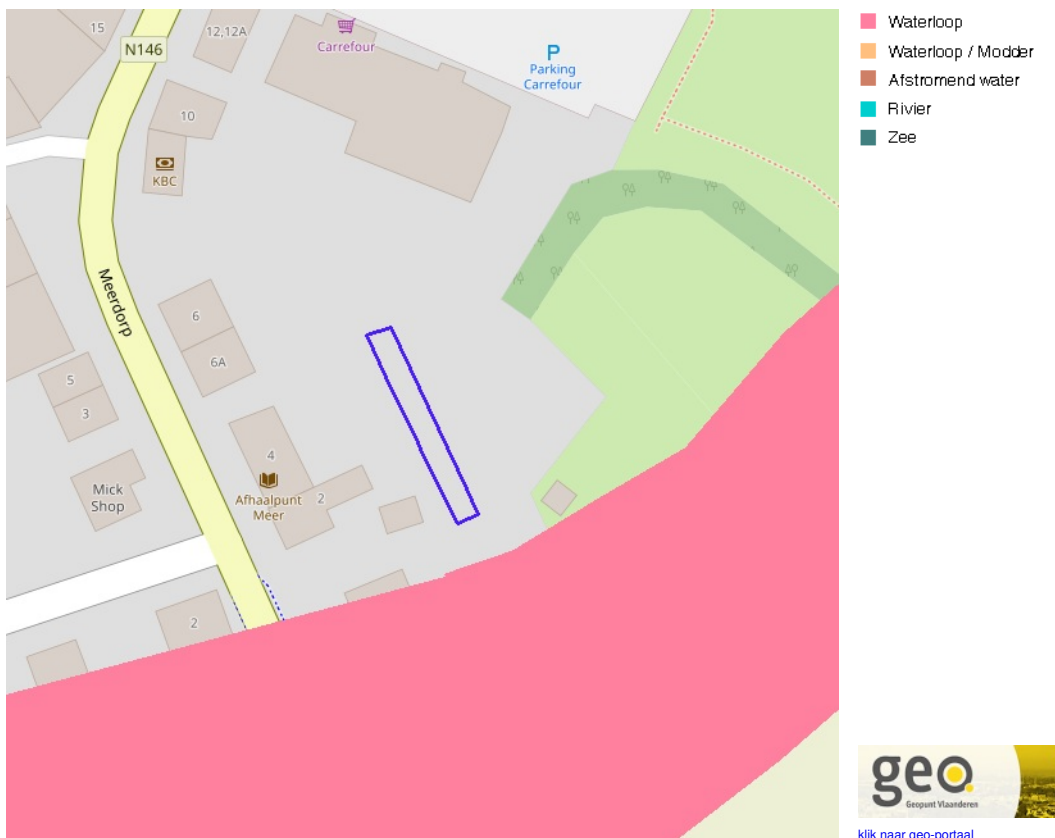 15
12,12A
N146
Carrefour
P
Parking
Carrefour
10
KBC
Meerdorp
6
6A
5
3
4
Mick
Shop
Afhaalpunt
Meer
2
2
Waterloop
Waterloop / Modder
Afstromend water
Rivier
Zee
geo.
Geopunt Vlaanderen
klik naar geo-portaal